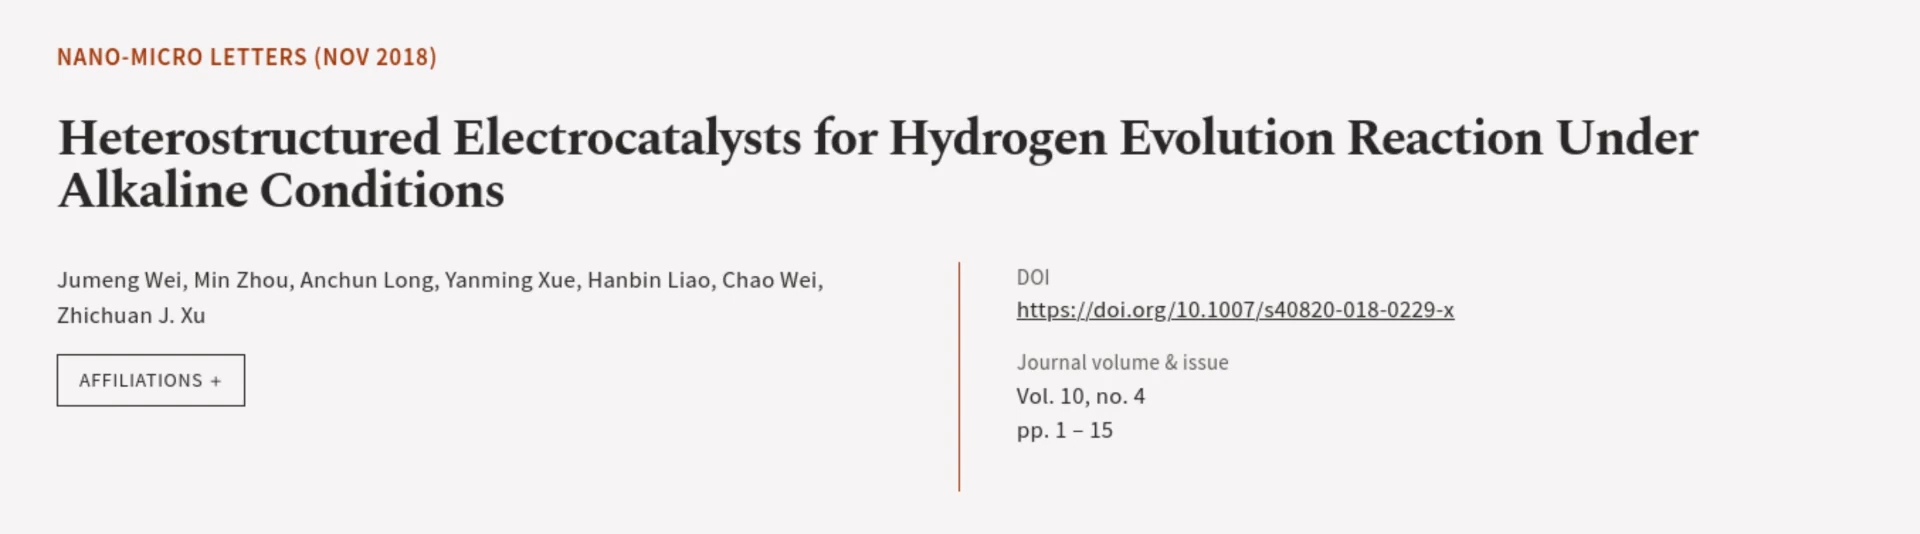 NANO-MICRO LETTERS (NOV 2018)
Heterostructured Electrocatalysts for Hydrogen Evolution Reaction Under
Alkaline Conditions
Jumeng Wei, Min Zhou, Anchun Long, Yanming Xue, Hanbin Liao, Chao Wei,
Zhichuan J. Xu
AFFILIATIONS +
DOI
https://doi.org/10.1007/s40820-018-0229-x
Journal volume & issue
Vol. 10, no. 4
pp. 1 – 15